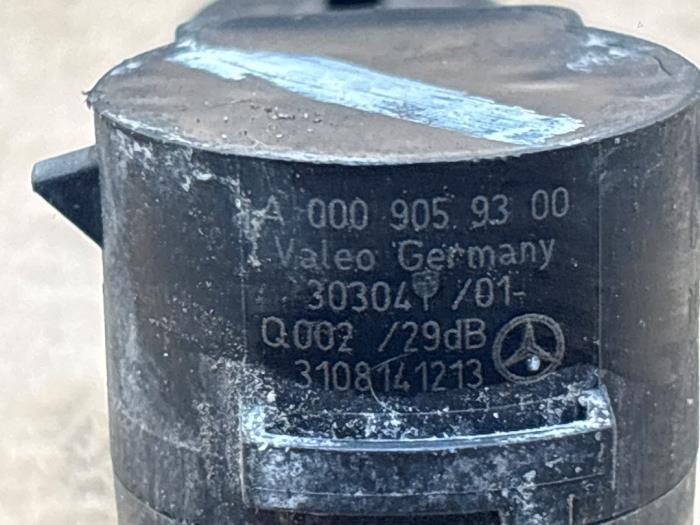 A 000 905 93 00
Valeo Germany
303041 /01-
Q002 /29dB
3108141213